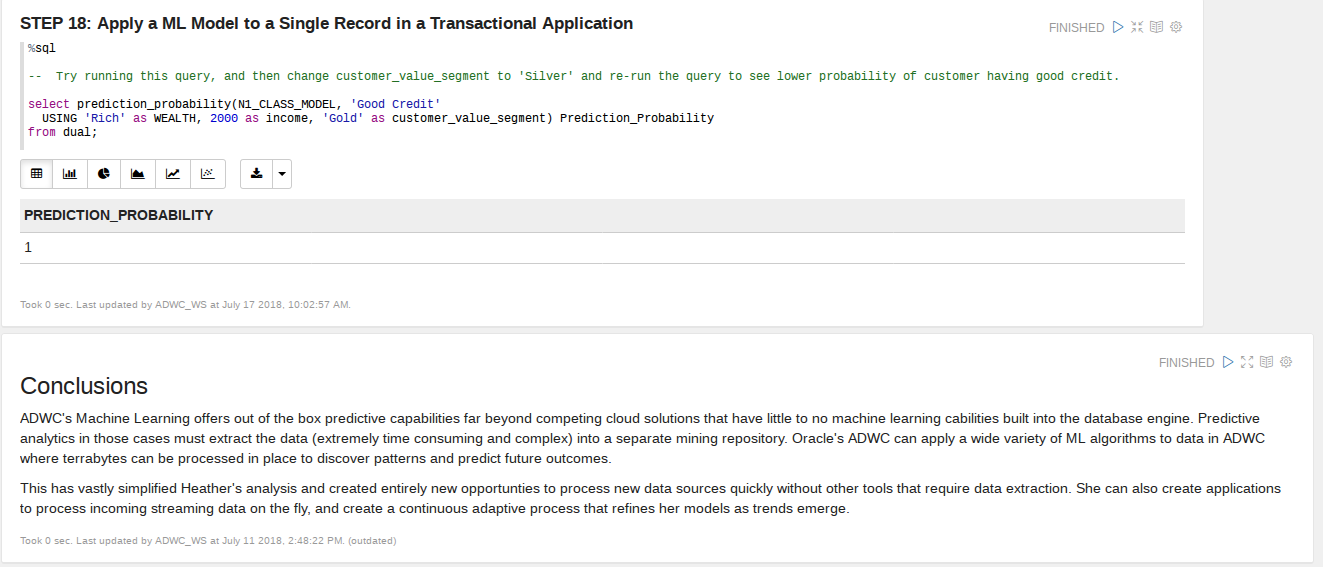 STEP 18: Apply a ML Model to a Single Record in a Transactional Application
FINISHED
%sql
--  Try running this query, and then change customer_value_segment to 'Silver' and re-run the query to see lower probability of customer having good credit.
select prediction_probability(N1_CLASS_MODEL, 'Good Credit'
  USING 'Rich' as WEALTH, 2000 as income, 'Gold' as customer_value_segment) Prediction_Probability
from dual;
PREDICTION_PROBABILITY
1
Took 0 sec. Last updated by ADWC_WS at July 17 2018, 10:02:57 AM.
FINISHED
Conclusions
ADWC's Machine Learning offers out of the box predictive capabilities far beyond competing cloud solutions that have little to no machine learning cabilities built into the database engine. Predictive
analytics in those cases must extract the data (extremely time consuming and complex) into a separate mining repository. Oracle's ADWC can apply a wide variety of ML algorithms to data in ADWC
where terrabytes can be processed in place to discover patterns and predict future outcomes.
This has vastly simplified Heather's analysis and created entirely new opportunties to process new data sources quickly without other tools that require data extraction. She can also create applications
to process incoming streaming data on the fly, and create a continuous adaptive process that refines her models as trends emerge.
Took 0 sec. Last updated by ADWC_WS at July 11 2018, 2:48:22 PM. (outdated)